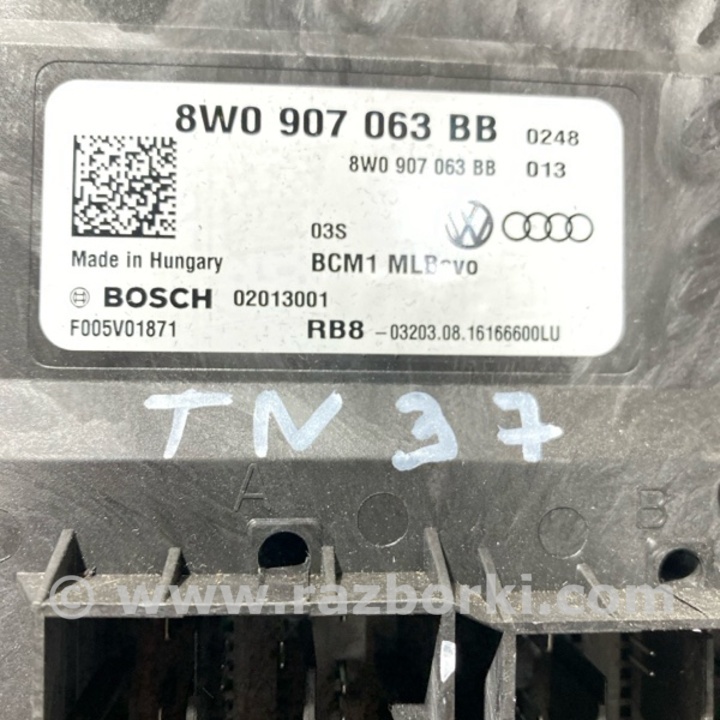 8W0 907 063 BB 0248
8W0 907 063 BB 013
03S
Made in Hungary BCM1 MLBevo
BOSCH 02013001
F005V01871 RB8 -03203.08.16166600LU
TN 37
A B
© www.razborki.com